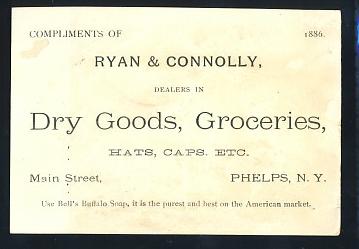 COMPLIMENTS OF 1886.
RYAN & CONNOLLY,
DEALERS IN
Dry Goods, Groceries,
HATS, CAPS. ETC.
Main Street, PHELPS, N. Y.
Use Bell's Buffalo Soap, it is the purest and best on the American market.